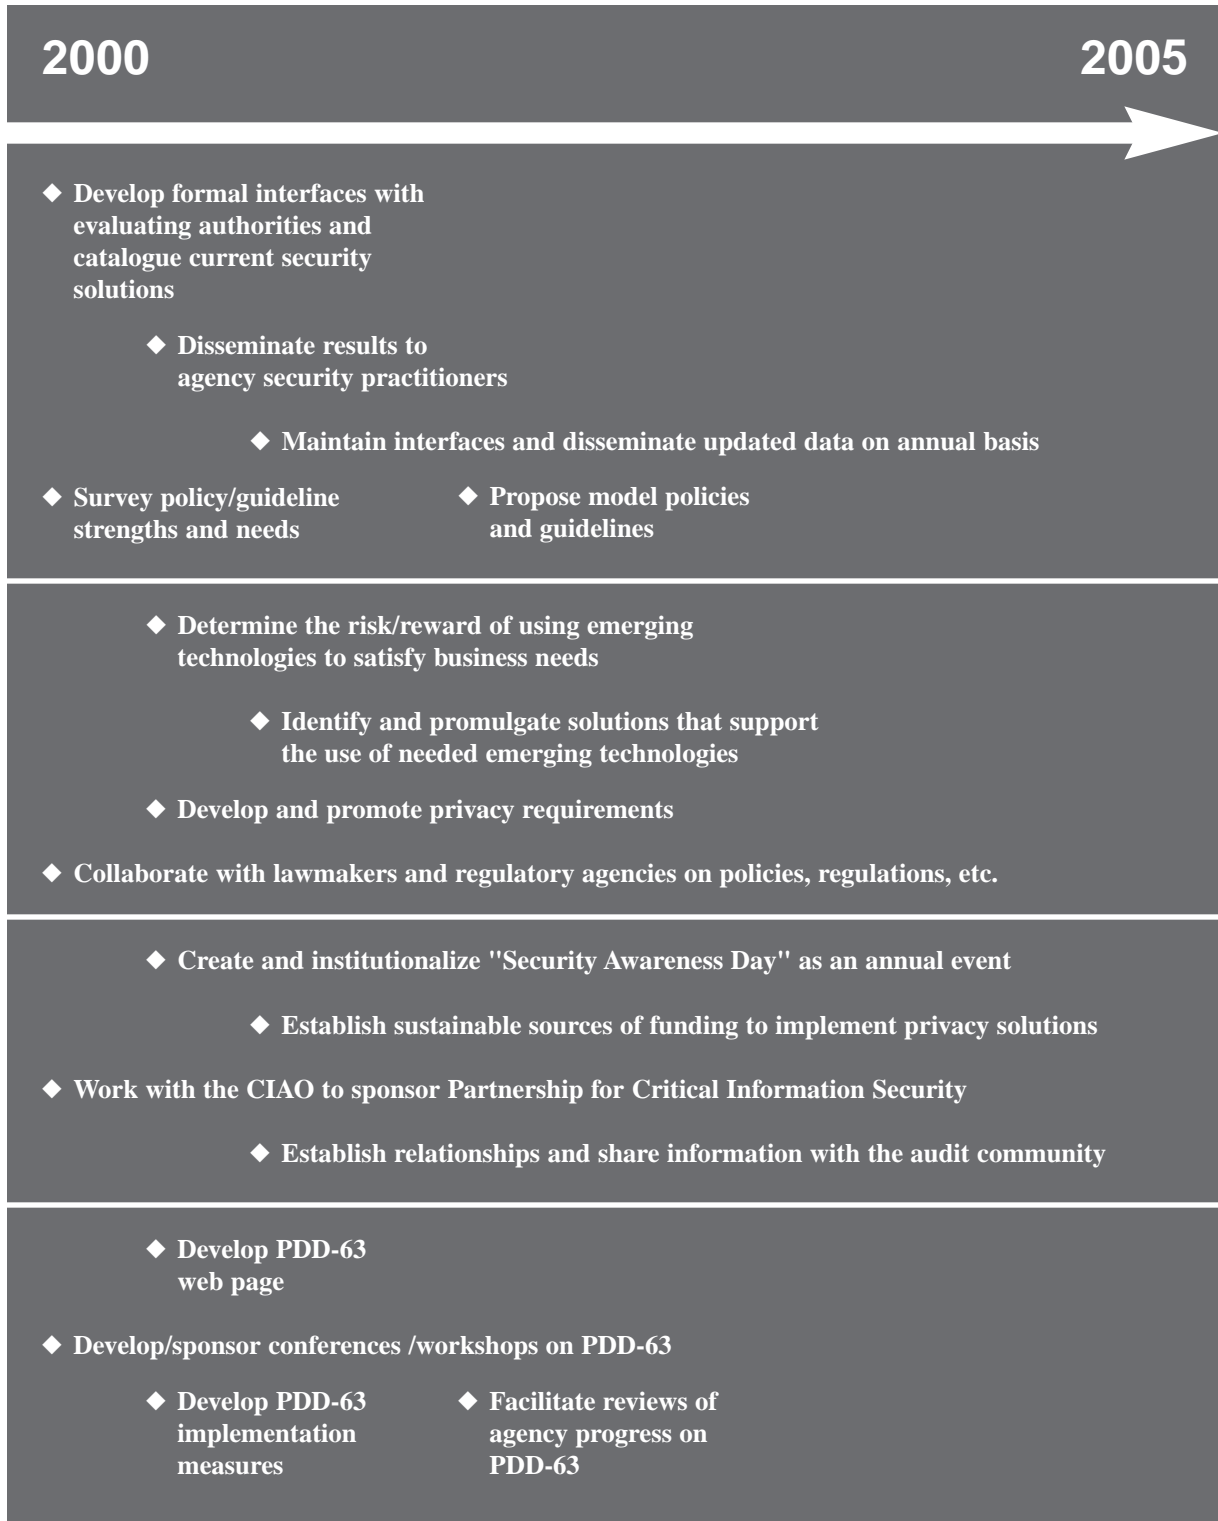 2000 2005
◆ Develop formal interfaces with
evaluating authorities and
catalogue current security
solutions
◆ Disseminate results to
agency security practitioners
◆ Maintain interfaces and disseminate updated data on annual basis
◆ Survey policy/guideline
strengths and needs
◆ Propose model policies
and guidelines
◆ Determine the risk/reward of using emerging
technologies to satisfy business needs
◆ Identify and promulgate solutions that support
the use of needed emerging technologies
◆ Develop and promote privacy requirements
◆ Collaborate with lawmakers and regulatory agencies on policies, regulations, etc.
◆ Create and institutionalize "Security Awareness Day" as an annual event
◆ Establish sustainable sources of funding to implement privacy solutions
◆ Work with the CIAO to sponsor Partnership for Critical Information Security
◆ Establish relationships and share information with the audit community
◆ Develop PDD-63
web page
◆ Develop/sponsor conferences /workshops on PDD-63
◆ Develop PDD-63
implementation
measures
◆ Facilitate reviews of
agency progress on
PDD-63